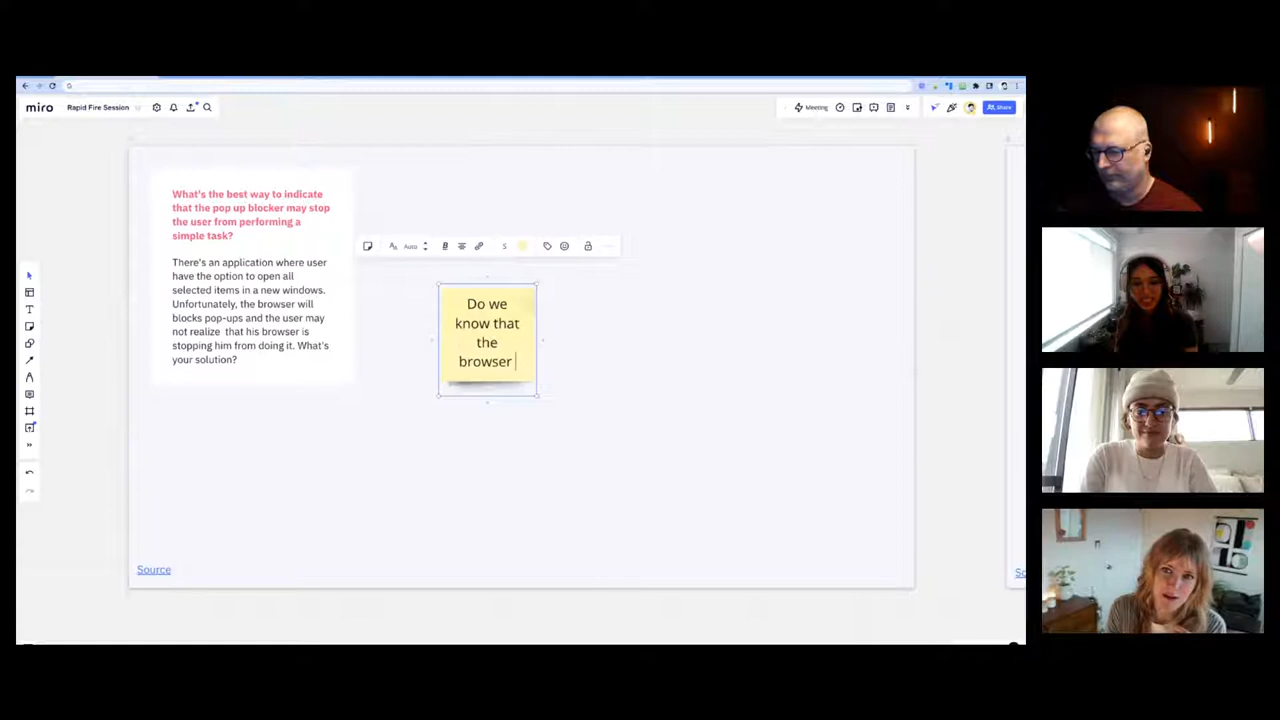 miro
Rapid Fire Session
Meeting
Share
What's the best way to indicate
that the pop up blocker may stop
the user from performing a
simple task?
There's an application where user
have the option to open all
selected items in a new windows.
Unfortunately, the browser will
blocks pop-ups and the user may
not realize that his browser is
stopping him from doing it. What's
your solution?
Auto
B
S
Do we
know that
the
browser
Source